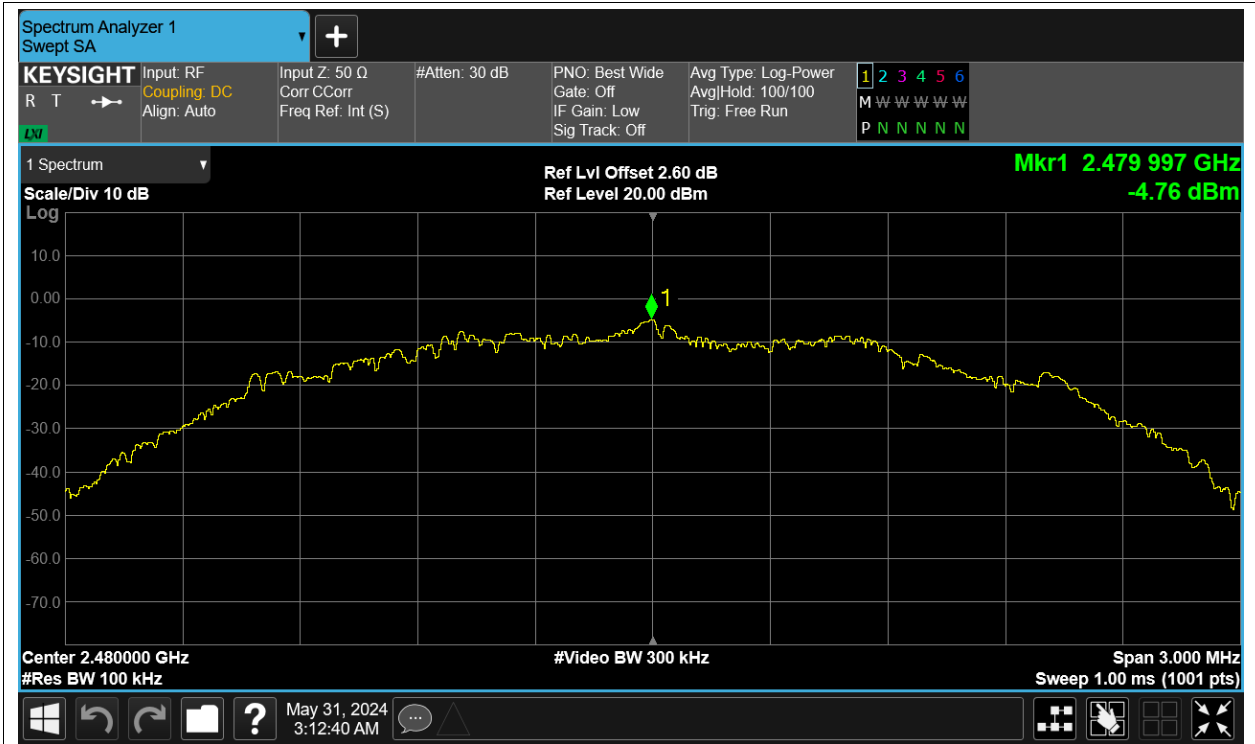 Spectrum Analyzer 1
Swept SA
KEYSIGHT
R T
LXI
Input: RF
Coupling: DC
Align: Auto
Input Z: 50 Ω
Corr CCorr
Freq Ref: Int (S)
#Atten: 30 dB
PNO: Best Wide
Gate: Off
IF Gain: Low
Sig Track: Off
Avg Type: Log-Power
Avg|Hold: 100/100
Trig: Free Run
1 2 3 4 5 6
M W W W W W
P N N N N N
1 Spectrum
Scale/Div 10 dB
Log
Ref Lvl Offset 2.60 dB
Ref Level 20.00 dBm
Mkr1 2.479 997 GHz
-4.76 dBm
10.0
0.00
-10.0
-20.0
-30.0
-40.0
-50.0
-60.0
-70.0
1
Center 2.480000 GHz
#Res BW 100 kHz
#Video BW 300 kHz
Span 3.000 MHz
Sweep 1.00 ms (1001 pts)
?
May 31, 2024
3:12:40 AM